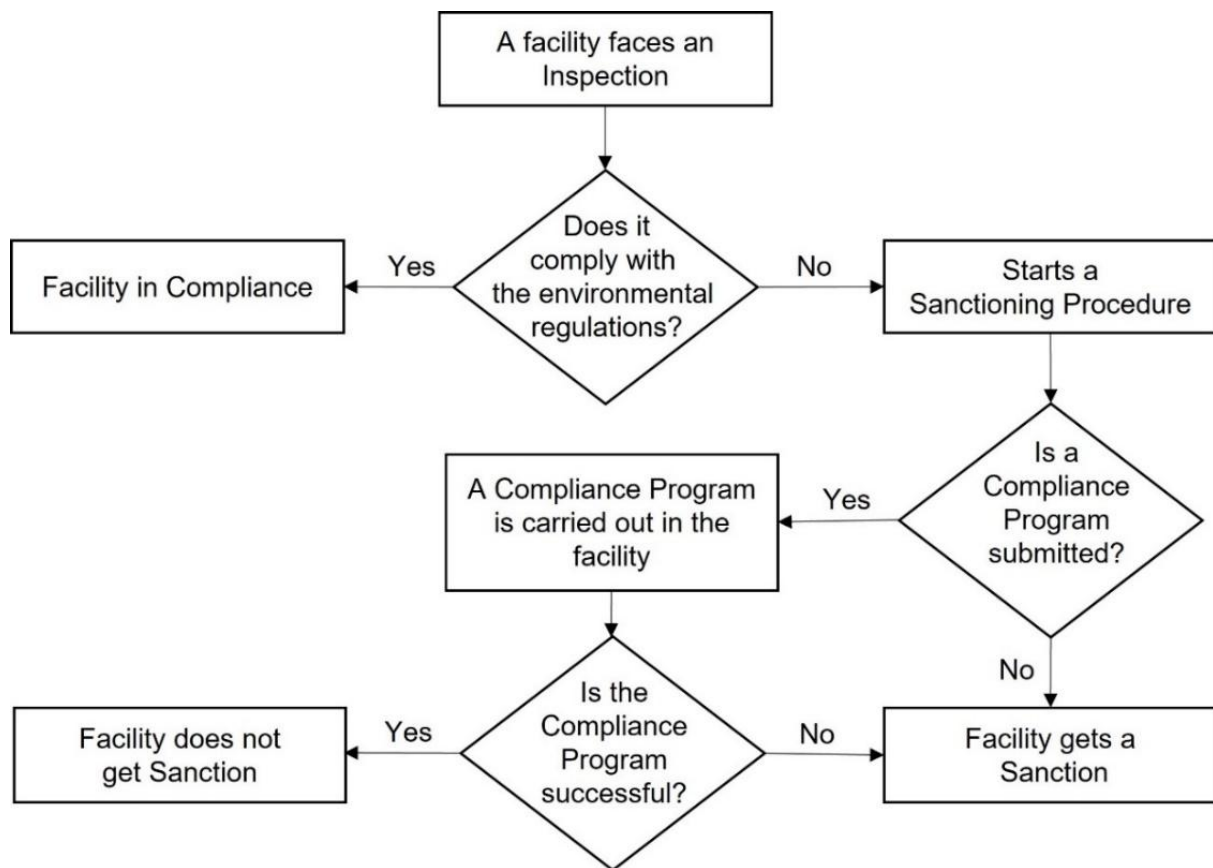 A facility faces an
Inspection
Does it
comply with
the environmental
regulations?
Yes
No
Facility in Compliance
Starts a
Sanctioning Procedure
Is a
Compliance
Program
submitted?
Yes
No
A Compliance Program
is carried out in the
facility
Is the
Compliance
Program
successful?
Yes
No
Facility does not
get Sanction
Facility gets a
Sanction